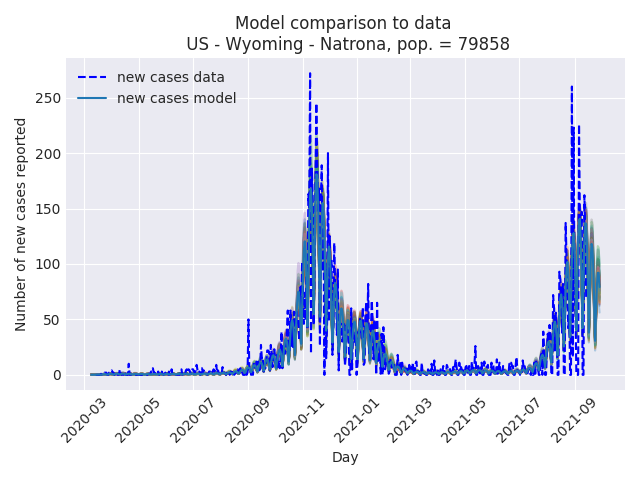 Model comparison to data
US - Wyoming - Natrona, pop. = 79858
new cases data
new cases model
Number of new cases reported
250
200
150
100
50
0
2020-03
2020-05
2020-07
2020-09
2020-11
2021-01
2021-03
2021-05
2021-07
2021-09
Day